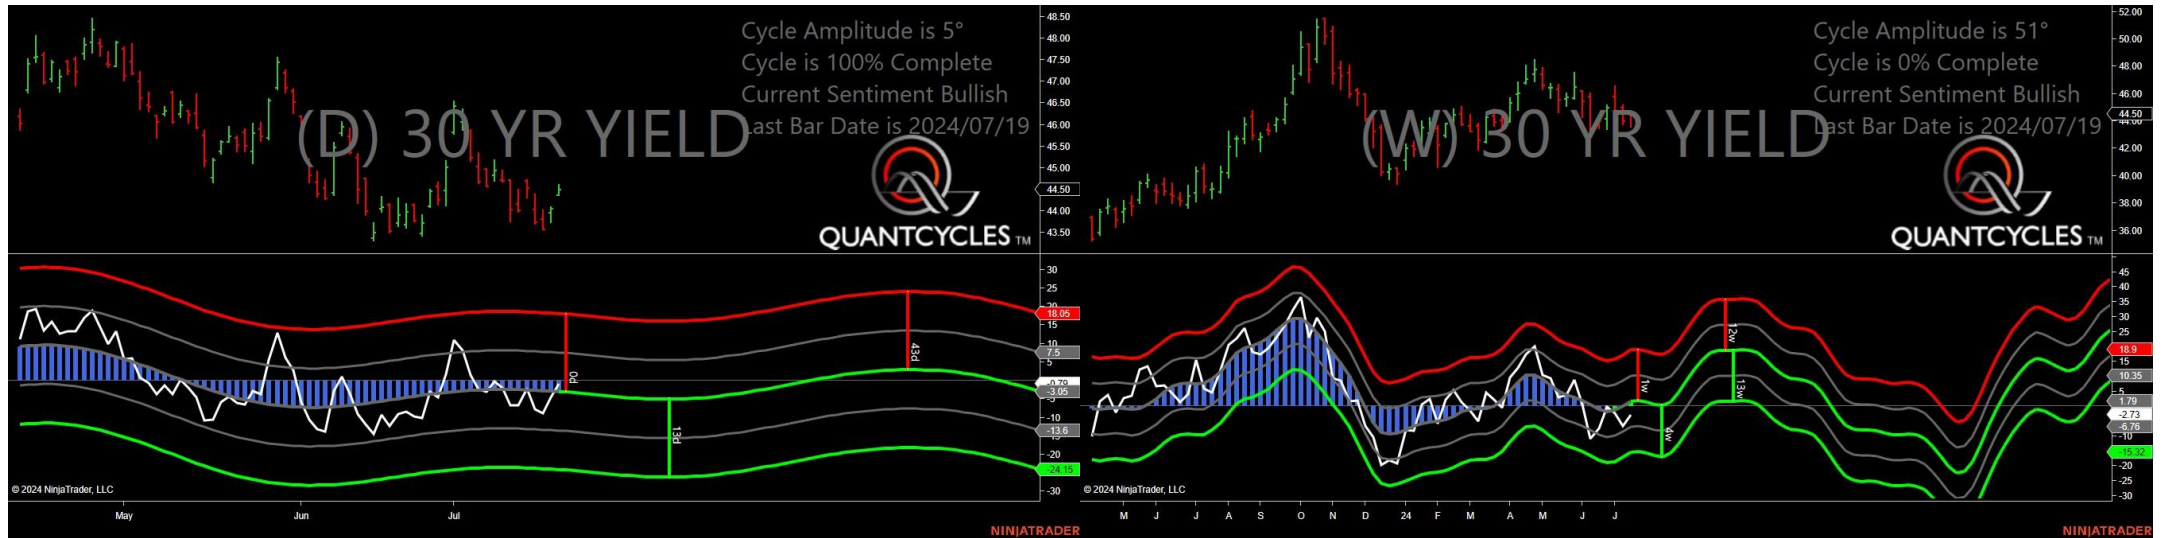 Cycle Amplitude is 5°
Cycle is 100% Complete
Current Sentiment Bullish
Last Bar Date is 2024/07/19
(D) 30 YR YIELD
QUANTCYCLES TM
48.50
48.00
47.50
47.00
46.50
46.00
45.50
45.00
44.50
44.00
43.50
30
25
20
18.05
15
10
7.5
5
-0.79
-3.05
-5
-10
-13.6
-20
-24.15
-30
0d
13d
43d
© 2024 NinjaTrader, LLC
May Jun Jul
NINJATRADER
Cycle Amplitude is 51°
Cycle is 0% Complete
Current Sentiment Bullish
Last Bar Date is 2024/07/19
(W) 30 YR YIELD
QUANTCYCLES TM
52.00
50.00
48.00
46.00
44.50
44.00
42.00
40.00
38.00
36.00
45
40
35
30
25
18.9
15
10.35
5
1.79
-2.73
-6.76
-10
-15.32
-20
-25
-30
1w
4w
12w
13w
© 2024 NinjaTrader, LLC
M J J A S O N D 24 F M A M J J
NINJATRADER